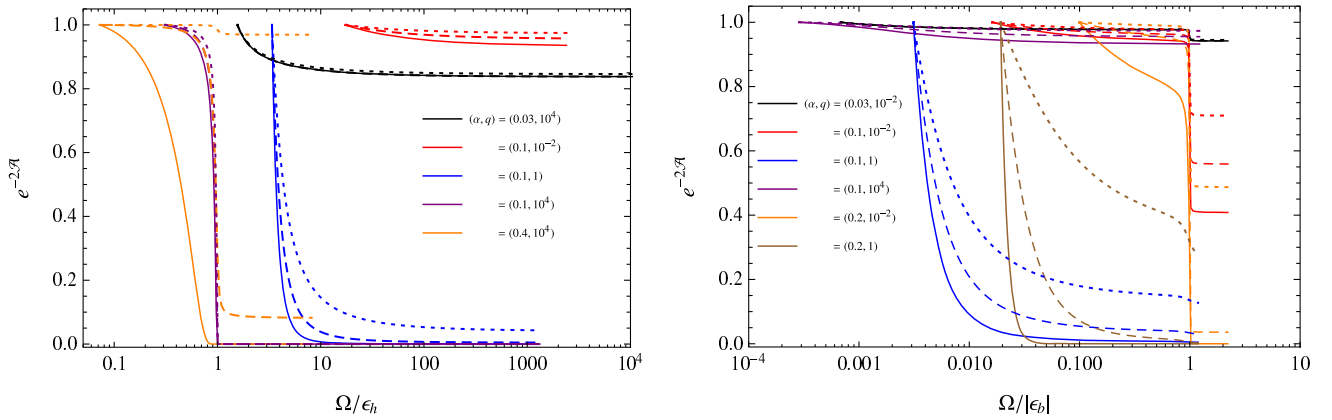 1.0
0.8
0.6
0.4
0.2
0.0
e^{-2𝒜}
(α, q) = (0.03, 10^4)
= (0.1, 10^{-2})
= (0.1, 1)
= (0.1, 10^4)
= (0.4, 10^4)
0.1 1 10 100 1000 10^4
Ω/ϵ_h
1.0
0.8
0.6
0.4
0.2
0.0
e^{-2𝒜}
(α, q) = (0.03, 10^{-2})
= (0.1, 10^{-2})
= (0.1, 1)
= (0.1, 10^4)
= (0.2, 10^{-2})
= (0.2, 1)
10^{-4} 0.001 0.010 0.100 1 10
Ω/|ϵ_b|